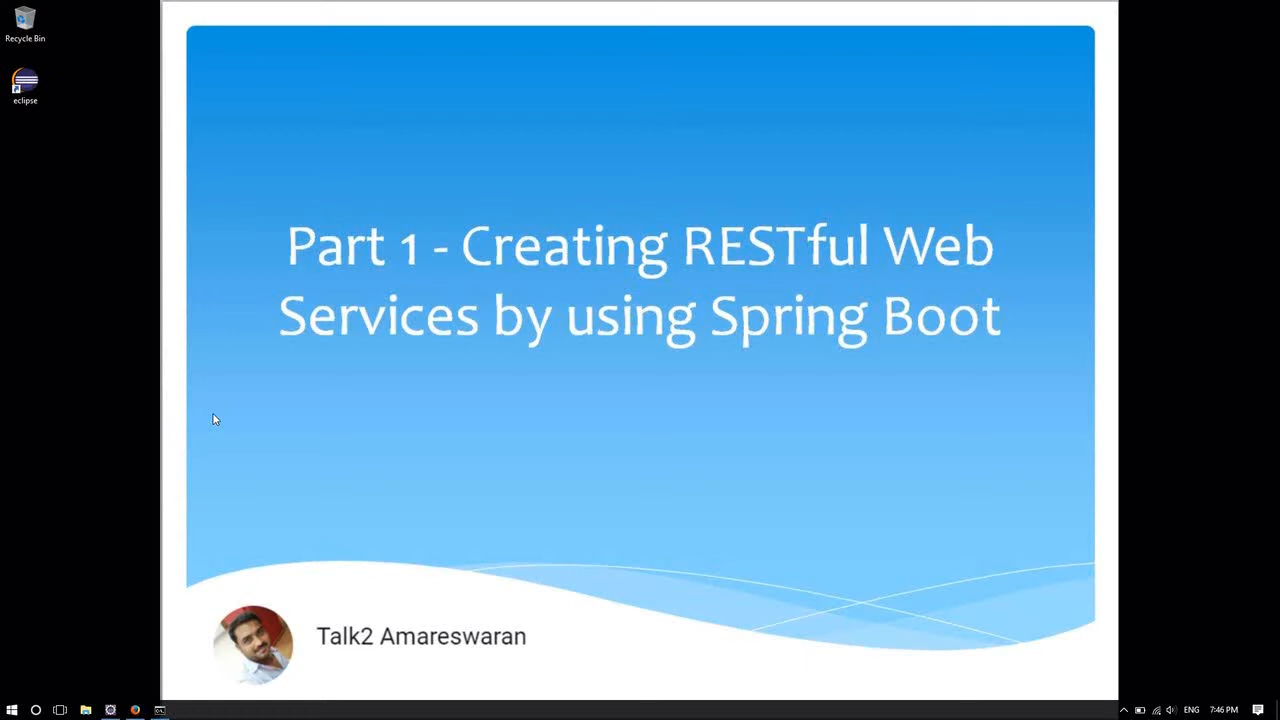 Recycle Bin
eclipse
Part 1 - Creating RESTful Web
Services by using Spring Boot
Talk2 Amareswaran
ENG
7:46 PM